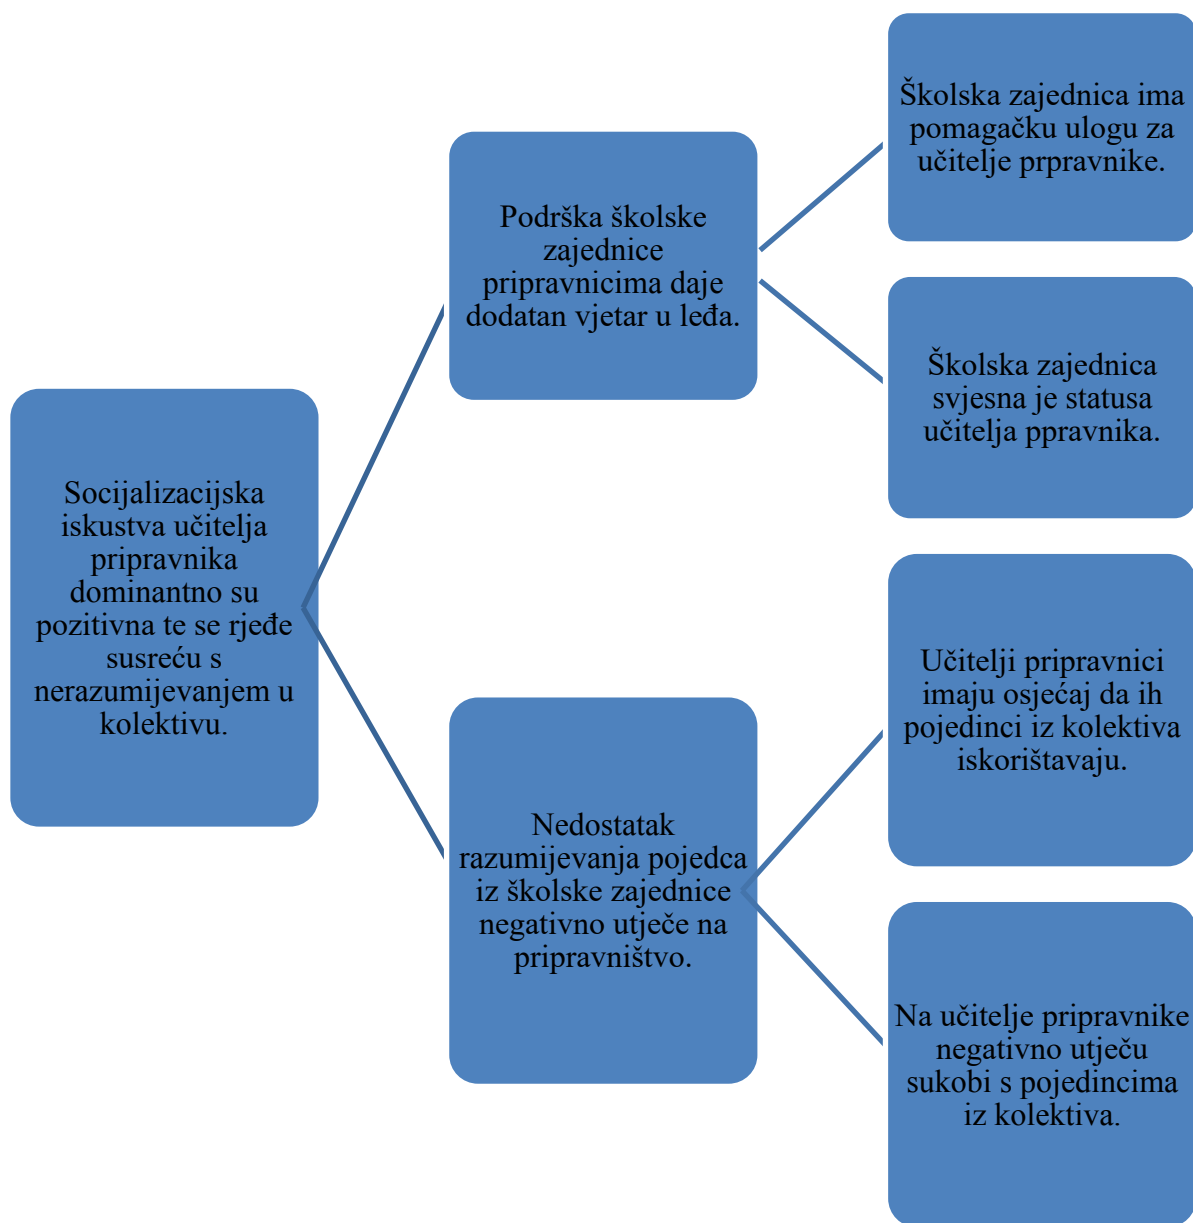 Socijalizacijska
iskustva učitelja
pripravnika
dominantno su
pozitivna te se rjeđe
susreću s
nerazumijevanjem u
kolektivu.
Podrška školske
zajednice
pripravnicima daje
dodatan vjetar u leđa.
Školska zajednica ima
pomagačku ulogu za
učitelje prpravnike.
Školska zajednica
svjesna je statusa
učitelja ppravnika.
Nedostatak
razumijevanja pojedca
iz školske zajednice
negativno utječe na
pripravništvo.
Učitelji pripravnici
imaju osjećaj da ih
pojedinci iz kolektiva
iskorištavaju.
Na učitelje pripravnike
negativno utječu
sukobi s pojedincima
iz kolektiva.